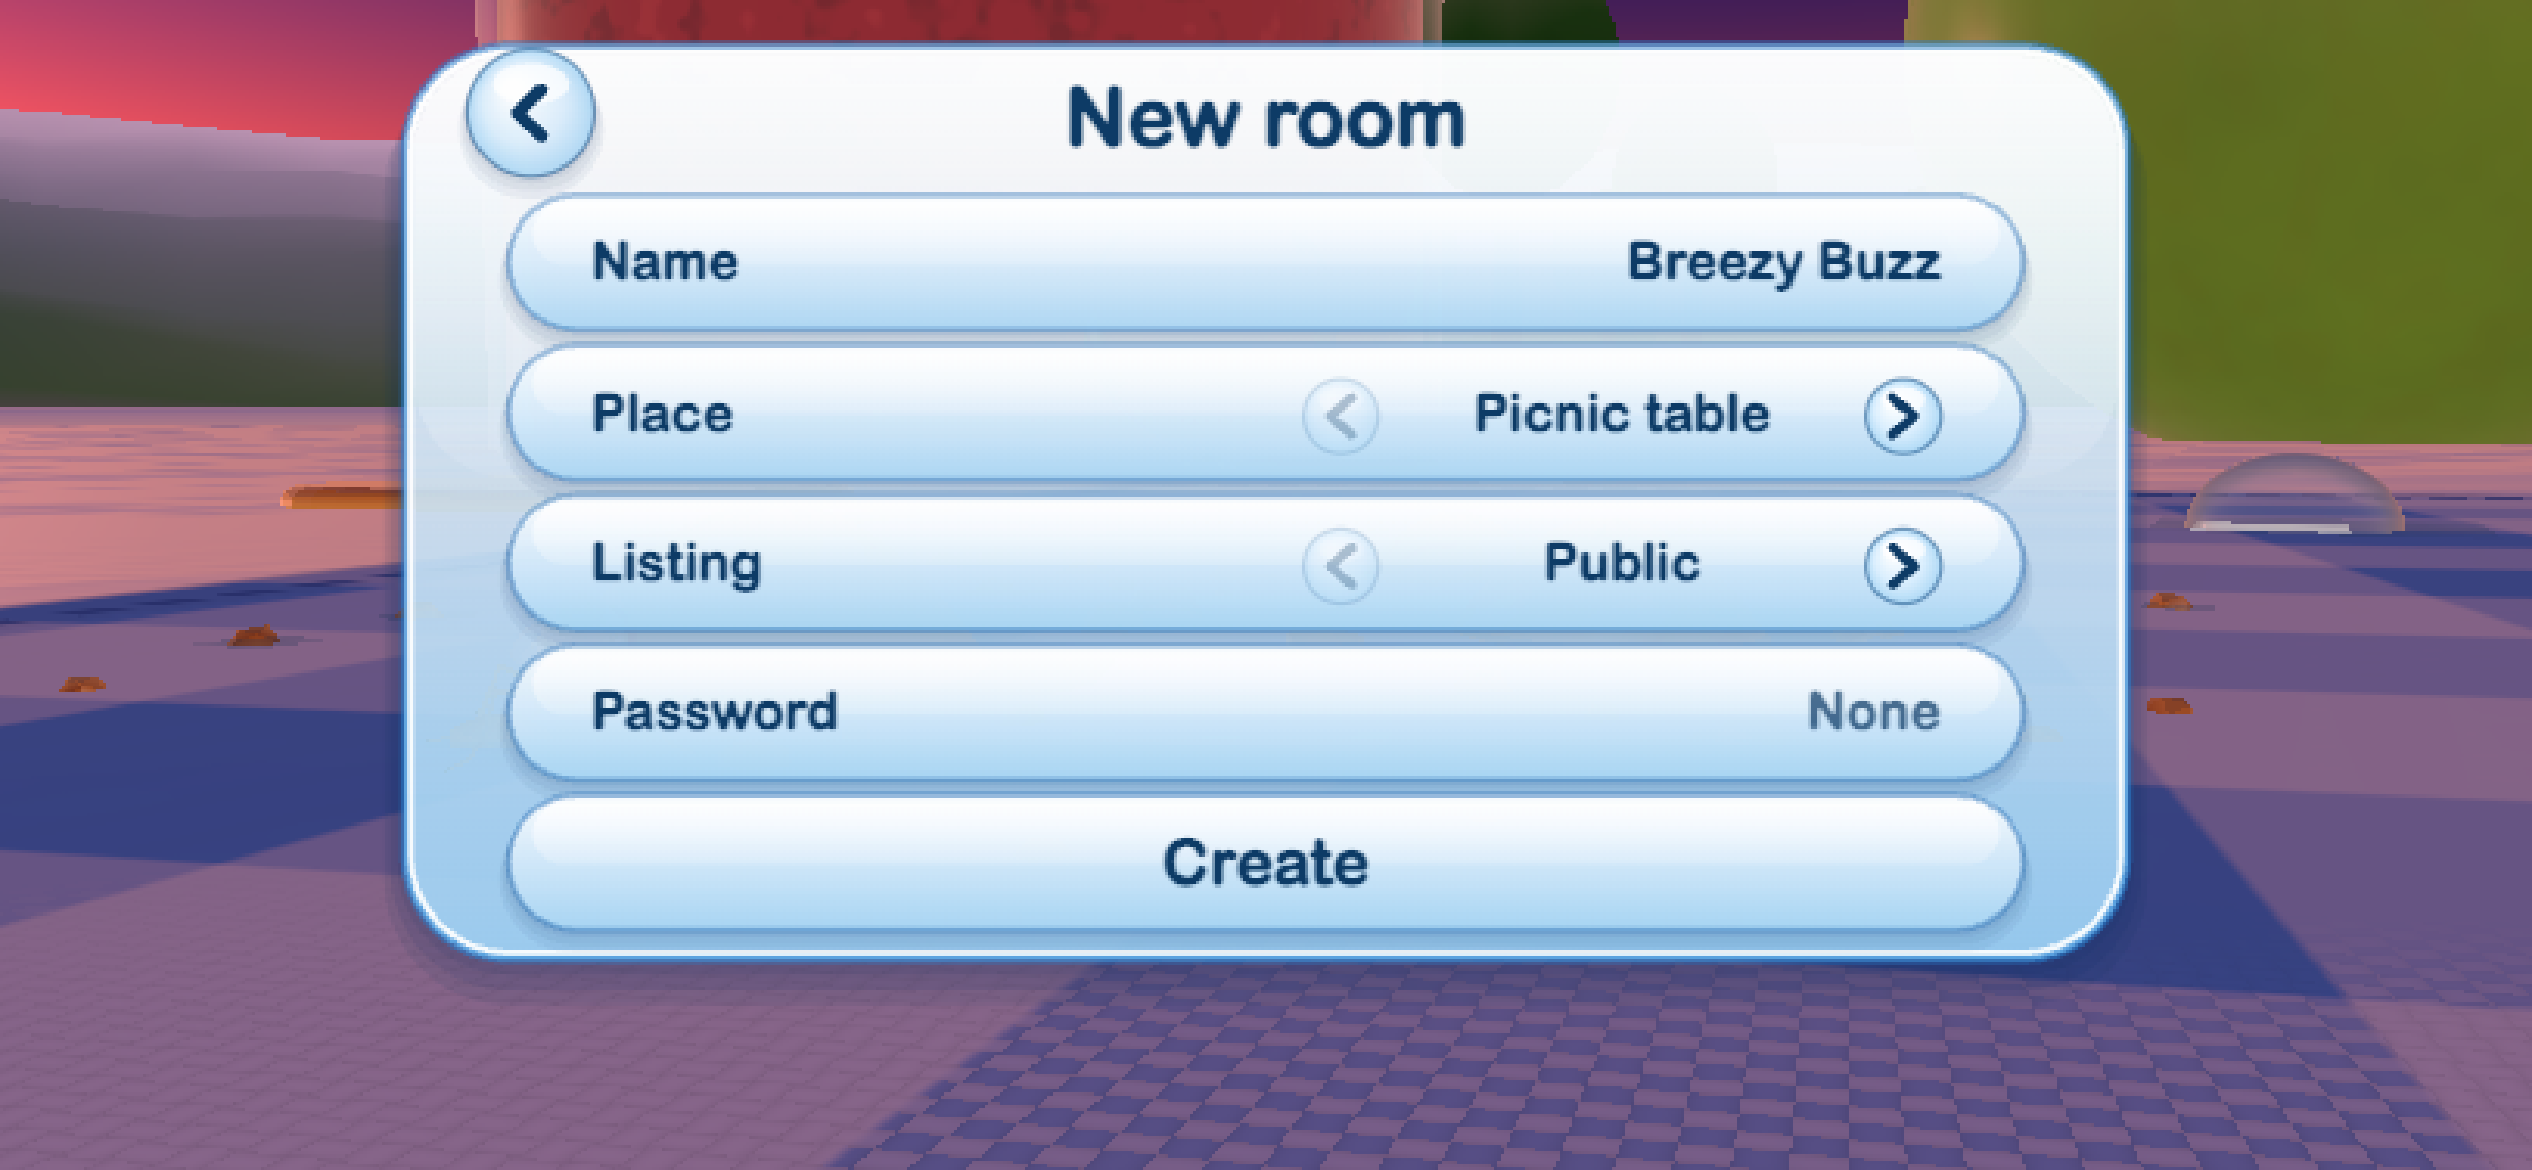 New room
Name Breezy Buzz
Place Picnic table
Listing Public
Password None
Create